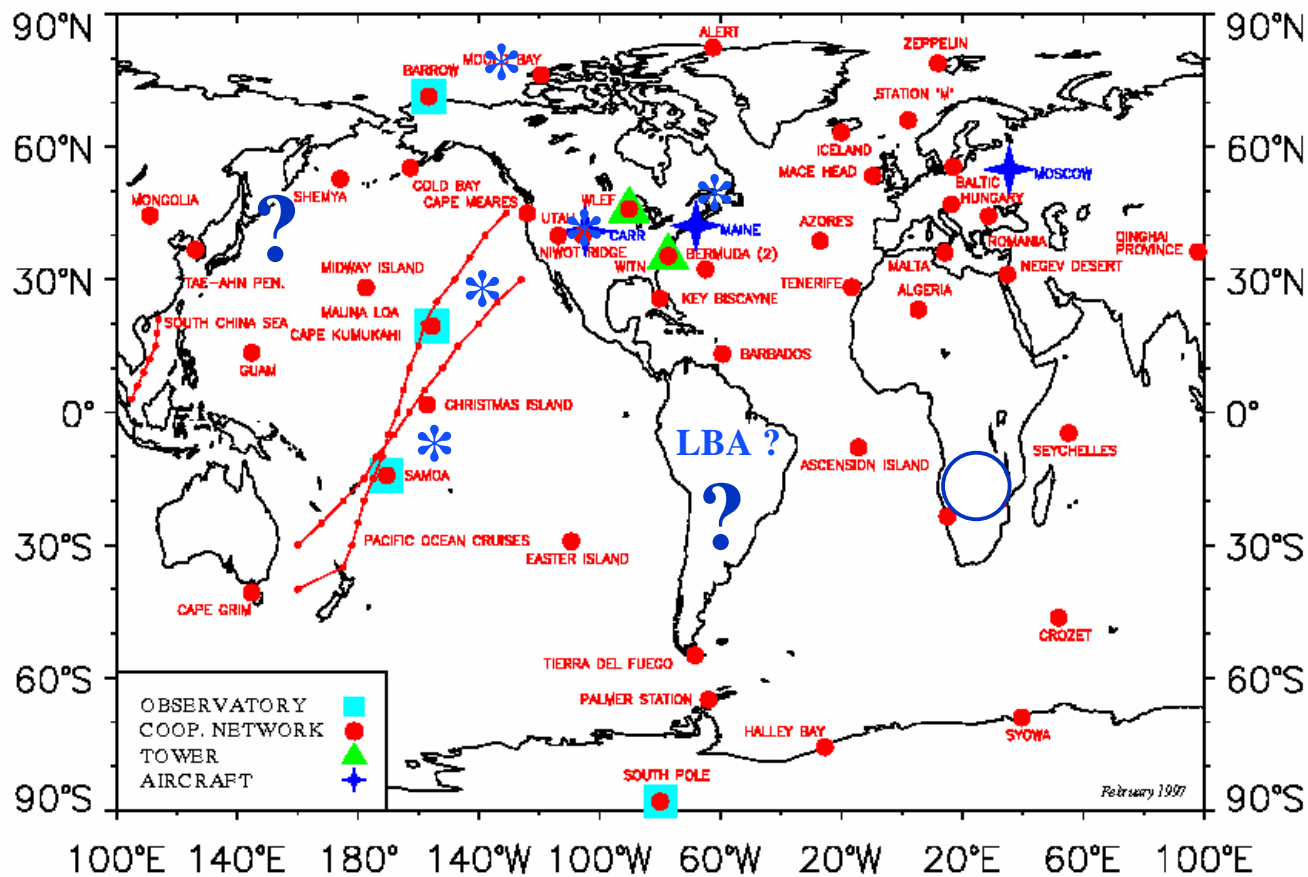 90°N
90°N
ALERT
ZEPPELIN
MOULD BAY
BARROW
STATION "M"
60°N
60°N
ICELAND
MACE HEAD
BALTIC
MOSCOW
SHEMYA
COLD BAY
MONGOLIA
?
CAPE MEARES
WLEF
HUNGARY
UTAH
CARR
MAINE
AZORES
QINGHAI
PROVINCE
NIWOT RIDGE
BERMUDA (2)
ROMANIA
WITN
MALTA
NEGEV DESERT
30°N
30°N
TAE-AHN PEN.
MIDWAY ISLAND
KEY BISCAYNE
TENERIFE
ALGERIA
MAUNA LOA
SOUTH CHINA SEA
CAPE KUMUKAHI
GUAM
BARBADOS
0°
0°
CHRISTMAS ISLAND
LBA ?
SEYCHELLES
ASCENSION ISLAND
SAMOA
?
30°S
30°S
PACIFIC OCEAN CRUISES
EASTER ISLAND
CAPE GRIM
CROZET
60°S
60°S
TIERRA DEL FUEGO
PALMER STATION
HALLEY BAY
SYOWA
OBSERVATORY
COOP. NETWORK
TOWER
AIRCRAFT
SOUTH POLE
February 1997
90°S
90°S
100°E 140°E 180° 140°W 100°W 60°W 20°W 20°E 60°E 100°E